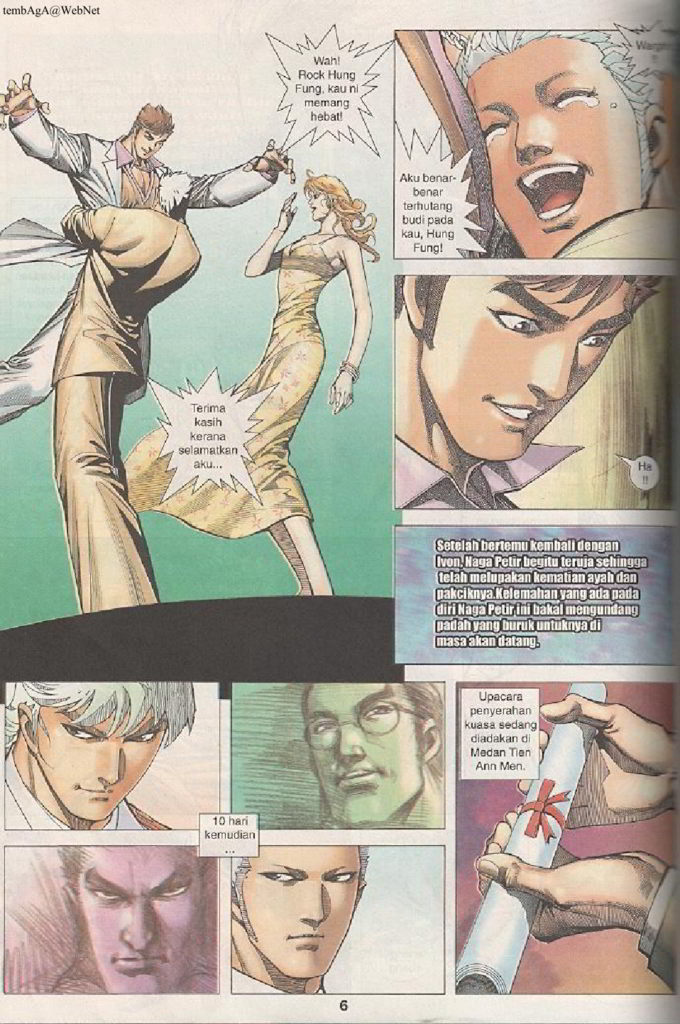 tembAgA@WebNet
Wah!
Rock Hung
Fung, kau ni
memang
hebat!
Aku benar-
benar
terhutang
budi pada
kau, Hung
Fung!
Terima
kasih
kerana
selamatkan
aku...
Ha
!!
Setelah bertemu kembali dengan
Ivon, Naga Petir begitu teruja sehingga
telah melupakan kematian ayah dan
pakciknya.Kelemahan yang ada pada
diri Naga Petir,ini bakal mengundang
padah yang buruk untuknya di
masa akan datang.
10 hari
kemudian
...
Upacara
penyerahan
kuasa sedang
diadakan di
Medan Tien
Ann Men.
6